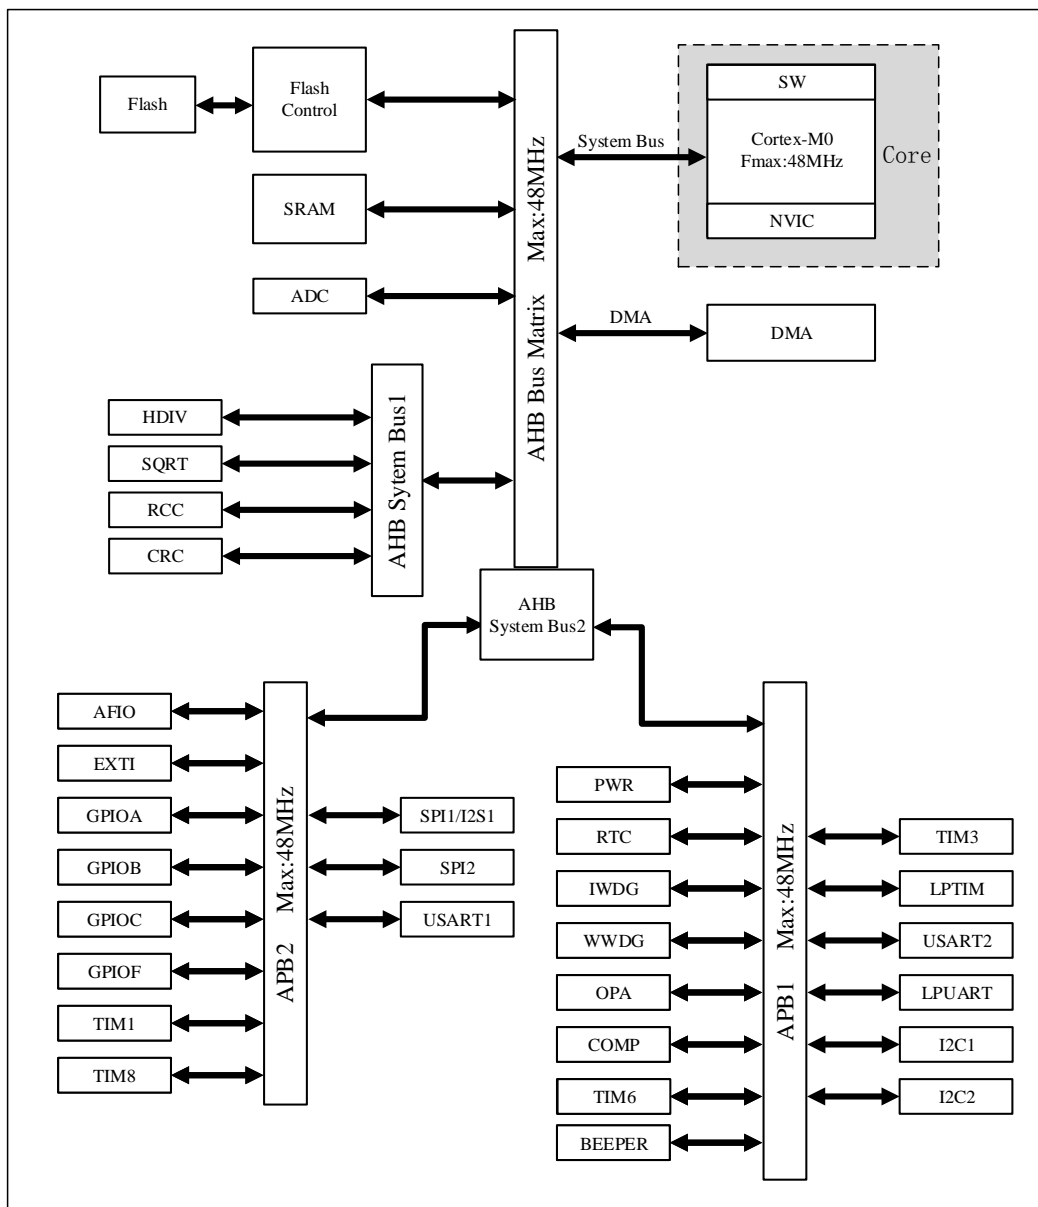 Flash
Flash
Control
SRAM
ADC
AHB Bus Matrix Max:48MHz
System Bus
SW
Cortex-M0
Fmax:48MHz
NVIC
Core
DMA
DMA
HDIV
SQRT
RCC
CRC
AHB Sytem Bus1
AHB
System Bus2
AFIO
EXTI
GPIOA
GPIOB
GPIOC
GPIOF
TIM1
TIM8
APB2 Max:48MHz
SPI1/I2S1
SPI2
USART1
PWR
RTC
IWDG
WWDG
OPA
COMP
TIM6
BEEPER
APB1 Max:48MHz
TIM3
LPTIM
USART2
LPUART
I2C1
I2C2